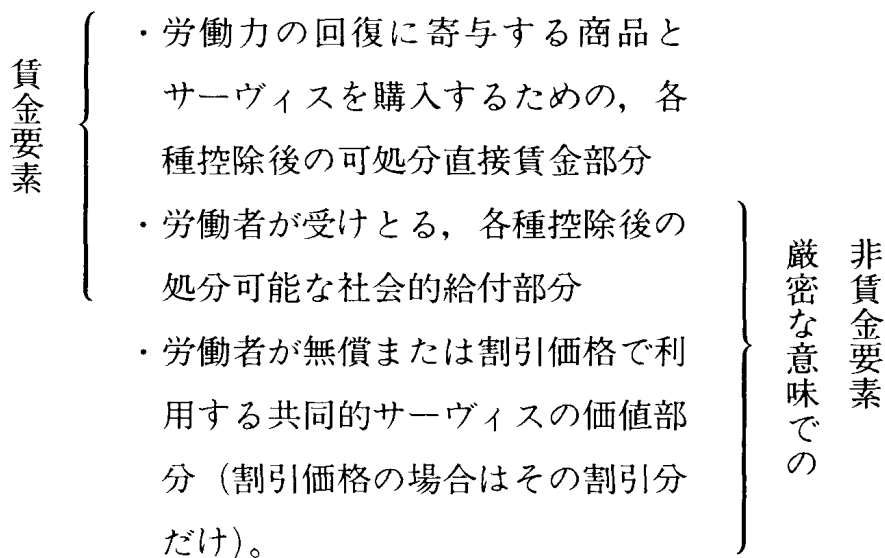 賃金要素
・労働力の回復に寄与する商品と
サーヴィスを購入するための，各
種控除後の可処分直接賃金部分
・労働者が受けとる，各種控除後の
処分可能な社会的給付部分
・労働者が無償または割引価格で利
用する共同的サーヴィスの価値部
分（割引価格の場合はその割引分
だけ）。
非賃金要素
厳密な意味での